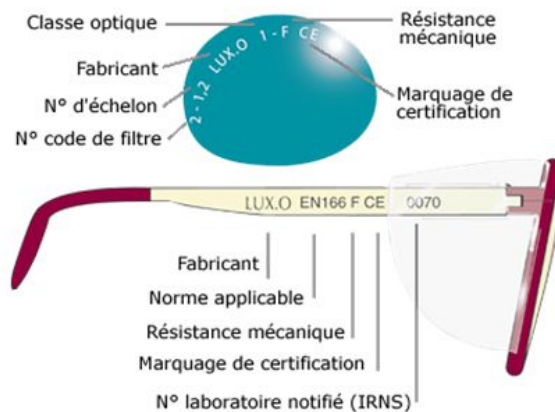 Classe optique
Résistance
mécanique
Fabricant
N° d'échelon
N° code de filtre
2 - 1,2 LUX.O 1 - F CE
Marquage de
certification
LUX.O EN166 F CE 0070
Fabricant
Norme applicable
Résistance mécanique
Marquage de certification
N° laboratoire notifié (IRNS)